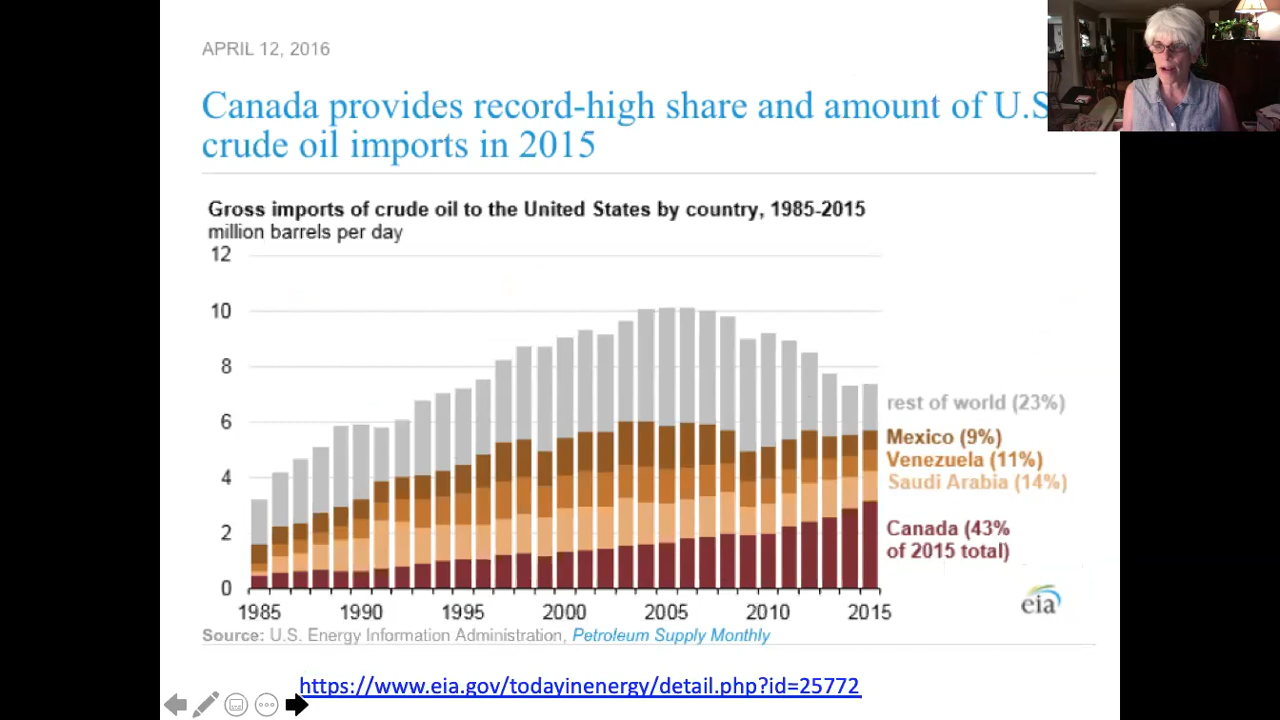 APRIL 12, 2016
Canada provides record-high share and amount of U.S
crude oil imports in 2015
Gross imports of crude oil to the United States by country, 1985-2015
million barrels per day
12
10
8
6
4
2
0
rest of world (23%)
Mexico (9%)
Venezuela (11%)
Saudi Arabia (14%)
Canada (43%
of 2015 total)
1985 1990 1995 2000 2005 2010 2015
eia
Source: U.S. Energy Information Administration, Petroleum Supply Monthly
https://www.eia.gov/todayinenergy/detail.php?id=25772